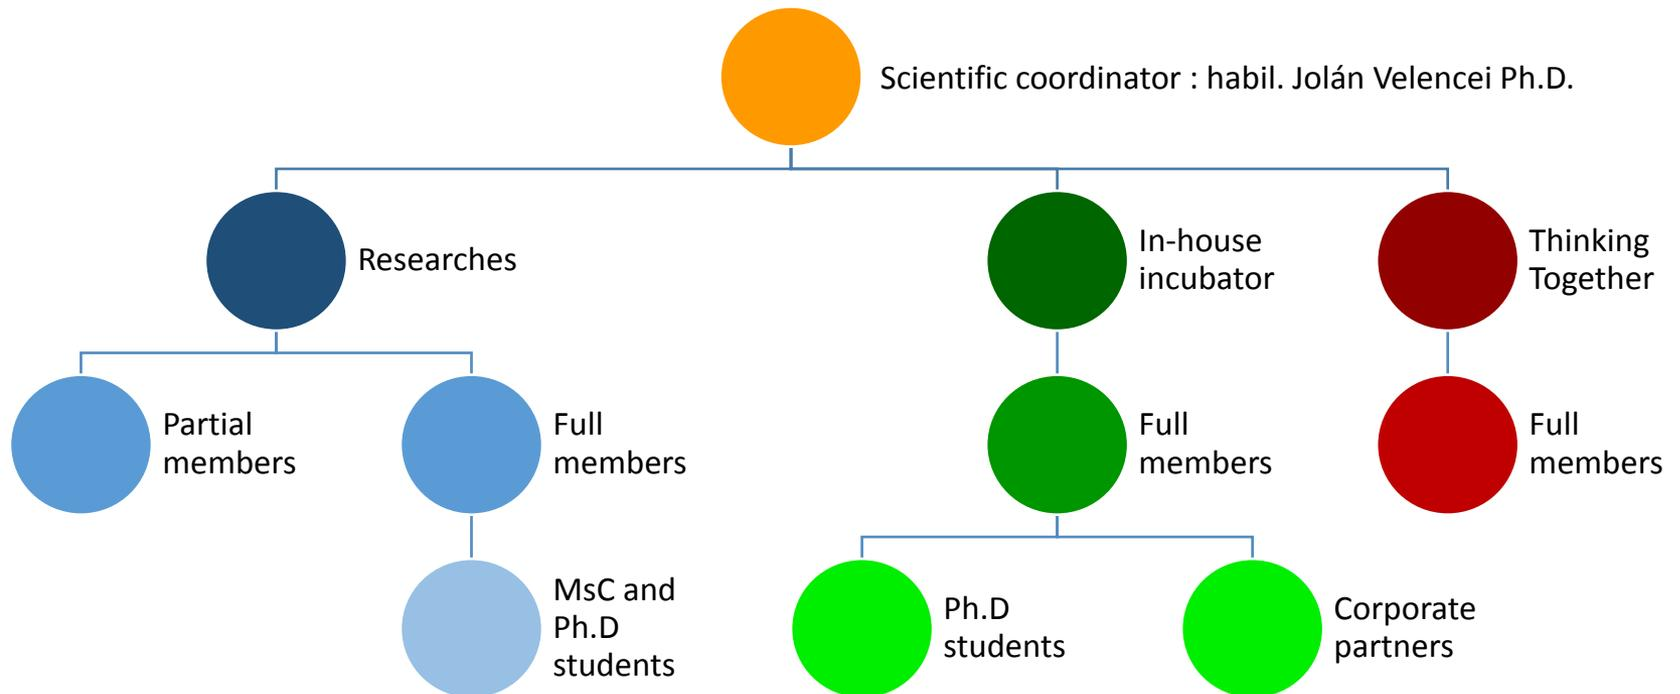 Scientific coordinator : habil. Jolán Velencei Ph.D.
Researches
In-house
incubator
Thinking
Together
Partial
members
Full
members
Full
members
Full
members
MsC and
Ph.D
students
Ph.D
students
Corporate
partners